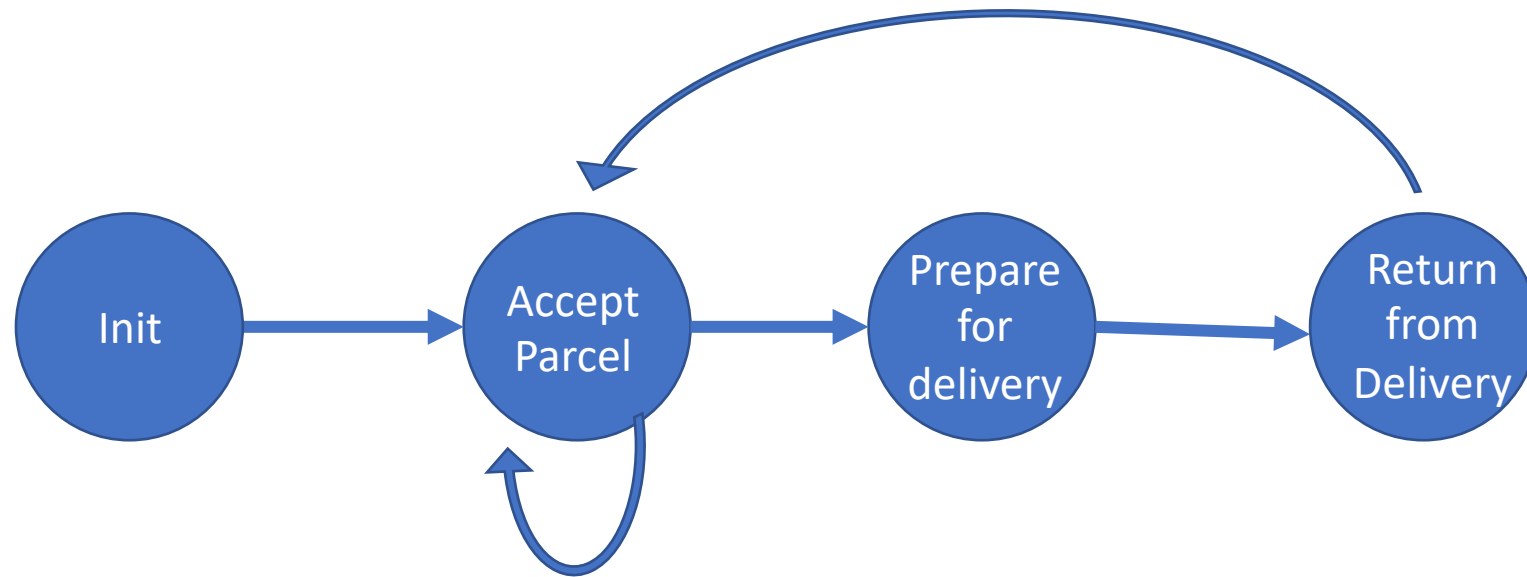 Init
Accept
Parcel
Prepare
for
delivery
Return
from
Delivery